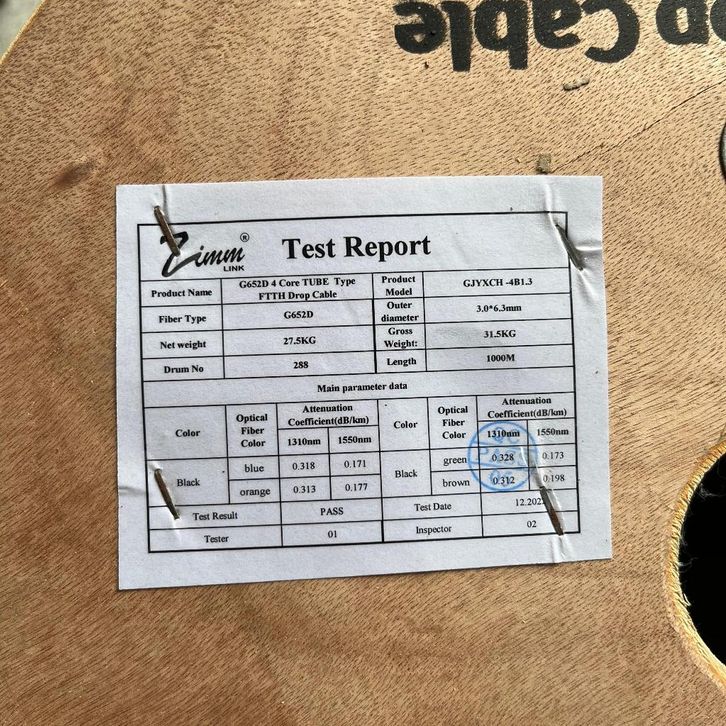 op Cable
Zimm ®
LINK
Test Report
Product Name G652D 4 Core TUBE Type FTTH Drop Cable Product Model GJYXCH -4B1.3
Fiber Type G652D Outer diameter 3.0*6.3mm
Net weight 27.5KG Gross Weight: 31.5KG
Drum No 288 Length 1000M
Main parameter data
Color Optical Fiber Color Attenuation Coefficient(dB/km) Color Optical Fiber Color Attenuation Coefficient(dB/km)
1310nm 1550nm 1310nm 1550nm
Black blue 0.318 0.171 Black green 0.328 0.173
orange 0.313 0.177 brown 0.312 0.198
Test Result PASS Test Date 12.202
Tester 01 Inspector 02